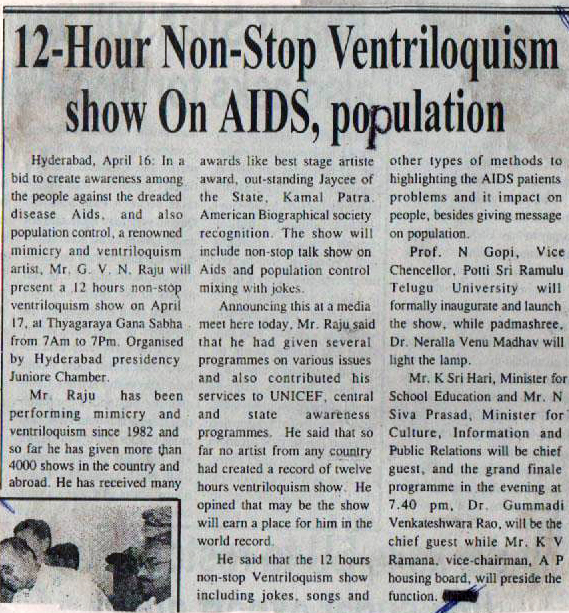 12-Hour Non-Stop Ventriloquism
show On AIDS, population
Hyderabad, April 16: In a
bid to create awareness among
the people against the dreaded
disease Aids, and also
population control, a renowned
mimicry and ventriloquism
artist, Mr. G. V. N. Raju will
present a 12 hours non-stop
ventriloquism show on April
17, at Thyagaraya Gana Sabha
from 7Am to 7Pm. Organised
by Hyderabad presidency
Juniore Chamber.
Mr. Raju has been
performing mimicry and
ventriloquism since 1982 and
so far he has given more than
4000 shows in the country and
abroad. He has received many
awards like best stage artiste
award, out-standing Jaycee of
the State, Kamal Patra.
American Biographical society
recognition. The show will
include non-stop talk show on
Aids and population control
mixing with jokes.
Announcing this at a media
meet here today, Mr. Raju said
that he had given several
programmes on various issues
and also contributed his
services to UNICEF, central
and state awareness
programmes. He said that so
far no artist from any country
had created a record of twelve
hours ventriloquism show. He
opined that may be the show
will earn a place for him in the
world record.
He said that the 12 hours
non-stop Ventriloquism show
including jokes, songs and
other types of methods to
highlighting the AIDS patients
problems and it impact on
people, besides giving message
on population.
Prof. N Gopi, Vice
Chencellor, Potti Sri Ramulu
Telugu University will
formally inaugurate and launch
the show, while padmashree,
Dr. Neralla Venu Madhav will
light the lamp.
Mr. K Sri Hari, Minister for
School Education and Mr. N
Siva Prasad, Minister for
Culture, Information and
Public Relations will be chief
guest, and the grand finale
programme in the evening at
7.40 pm, Dr. Gummadi
Venkateshwara Rao, will be the
chief guest while Mr. K V
Ramana, vice-chairman, A P
housing board, will preside the
function.